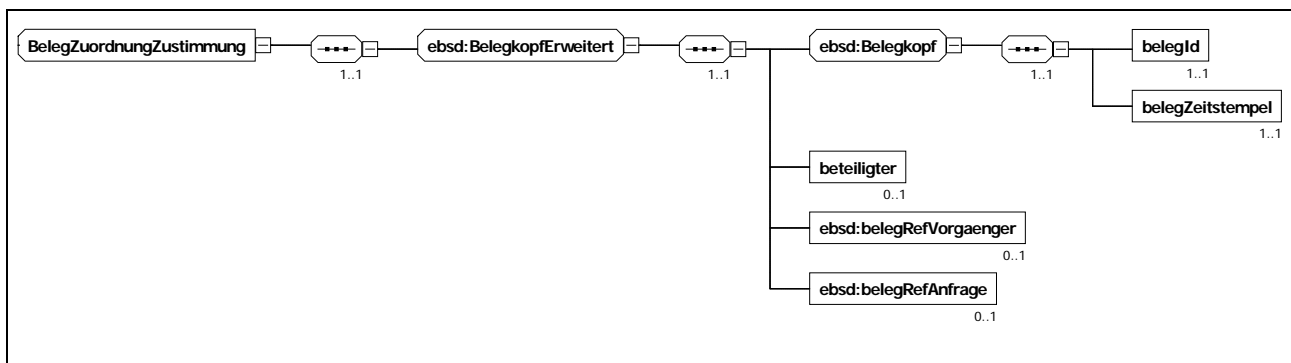 BelegZuordnungZustimmung
1..1
ebsd:BelegkopfErweitert
1..1
ebsd:Belegkopf
1..1
belegId
1..1
belegZeitstempel
1..1
beteiligter
0..1
ebsd:belegRefVorgaenger
0..1
ebsd:belegRefAnfrage
0..1